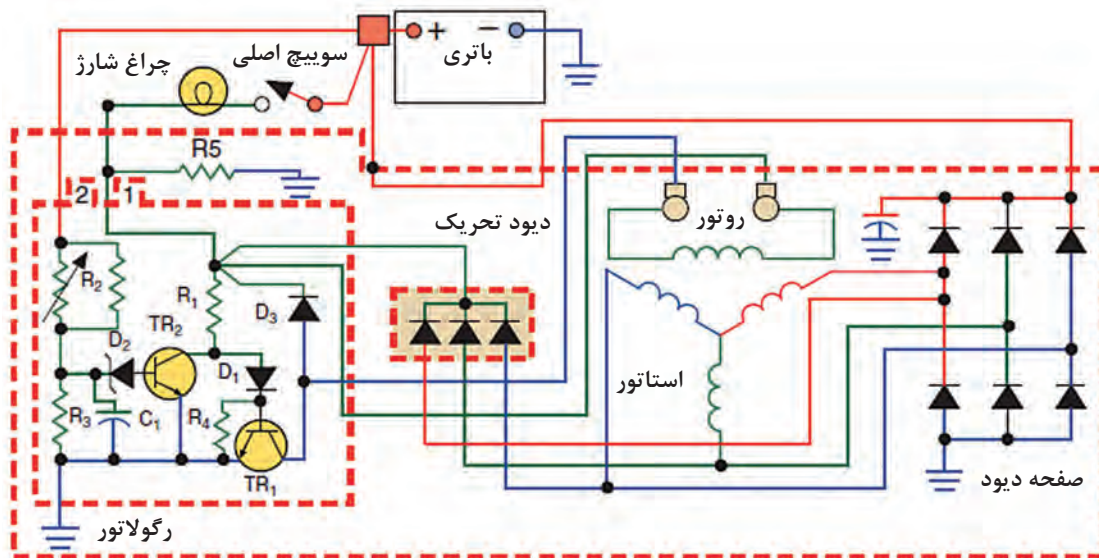 باتری
+
−
سوییچ اصلی
چراغ شارژ
R5
2
1
دیود تحریک
روتور
R2
R1
D3
TR2
D2
D1
R3
C1
R4
TR1
استاتور
صفحه دیود
رگولاتور